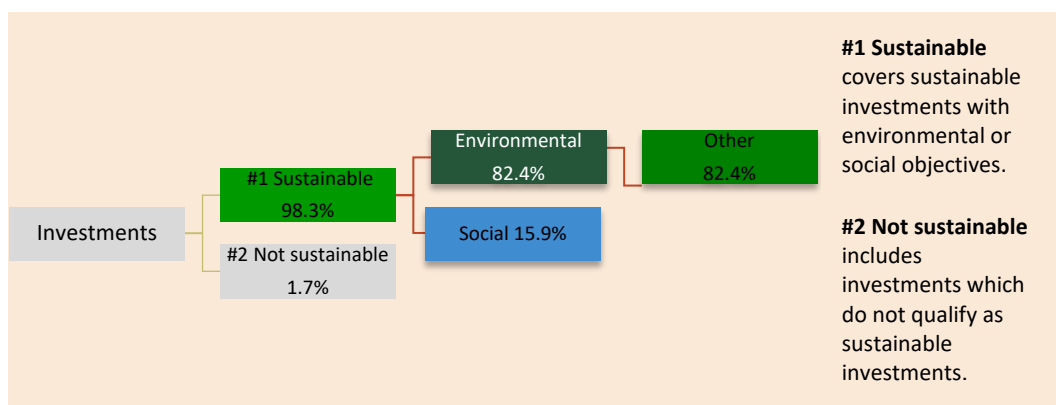 Investments
#1 Sustainable
98.3%
#2 Not sustainable
1.7%
Environmental
82.4%
Social 15.9%
Other
82.4%
#1 Sustainable
covers sustainable
investments with
environmental or
social objectives.
#2 Not sustainable
includes
investments which
do not qualify as
sustainable
investments.